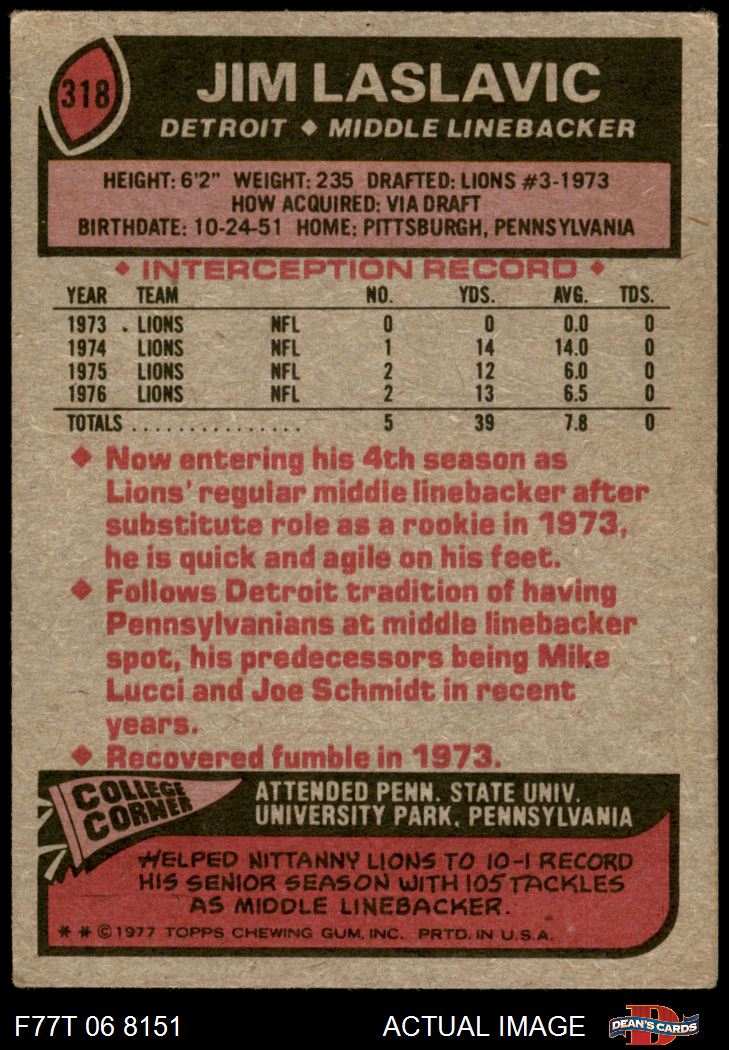 318
JIM LASLAVIC
DETROIT ◆ MIDDLE LINEBACKER
HEIGHT: 6'2" WEIGHT: 235 DRAFTED: LIONS #3-1973
HOW ACQUIRED: VIA DRAFT
BIRTHDATE: 10-24-51 HOME: PITTSBURGH, PENNSYLVANIA
◆ INTERCEPTION RECORD ◆
YEAR TEAM NO. YDS. AVG. TDS.
1973 . LIONS NFL 0 0 0.0 0
1974 LIONS NFL 1 14 14.0 0
1975 LIONS NFL 2 12 6.0 0
1976 LIONS NFL 2 13 6.5 0
TOTALS . . . . . . . . . . . . . . . 5 39 7.8 0
◆ Now entering his 4th season as
Lions' regular middle linebacker after
substitute role as a rookie in 1973,
he is quick and agile on his feet.
◆ Follows Detroit tradition of having
Pennsylvanians at middle linebacker
spot, his predecessors being Mike
Lucci and Joe Schmidt in recent
years.
◆ Recovered fumble in 1973.
COLLEGE
CORNER
ATTENDED PENN. STATE UNIV.
UNIVERSITY PARK, PENNSYLVANIA
HELPED NITTANNY LIONS TO 10-1 RECORD
HIS SENIOR SEASON WITH 105 TACKLES
AS MIDDLE LINEBACKER.
* * © 1977 TOPPS CHEWING GUM, INC. PRTD. IN U.S.A.
F77T 06 8151 ACTUAL IMAGE DEAN'S CARDS